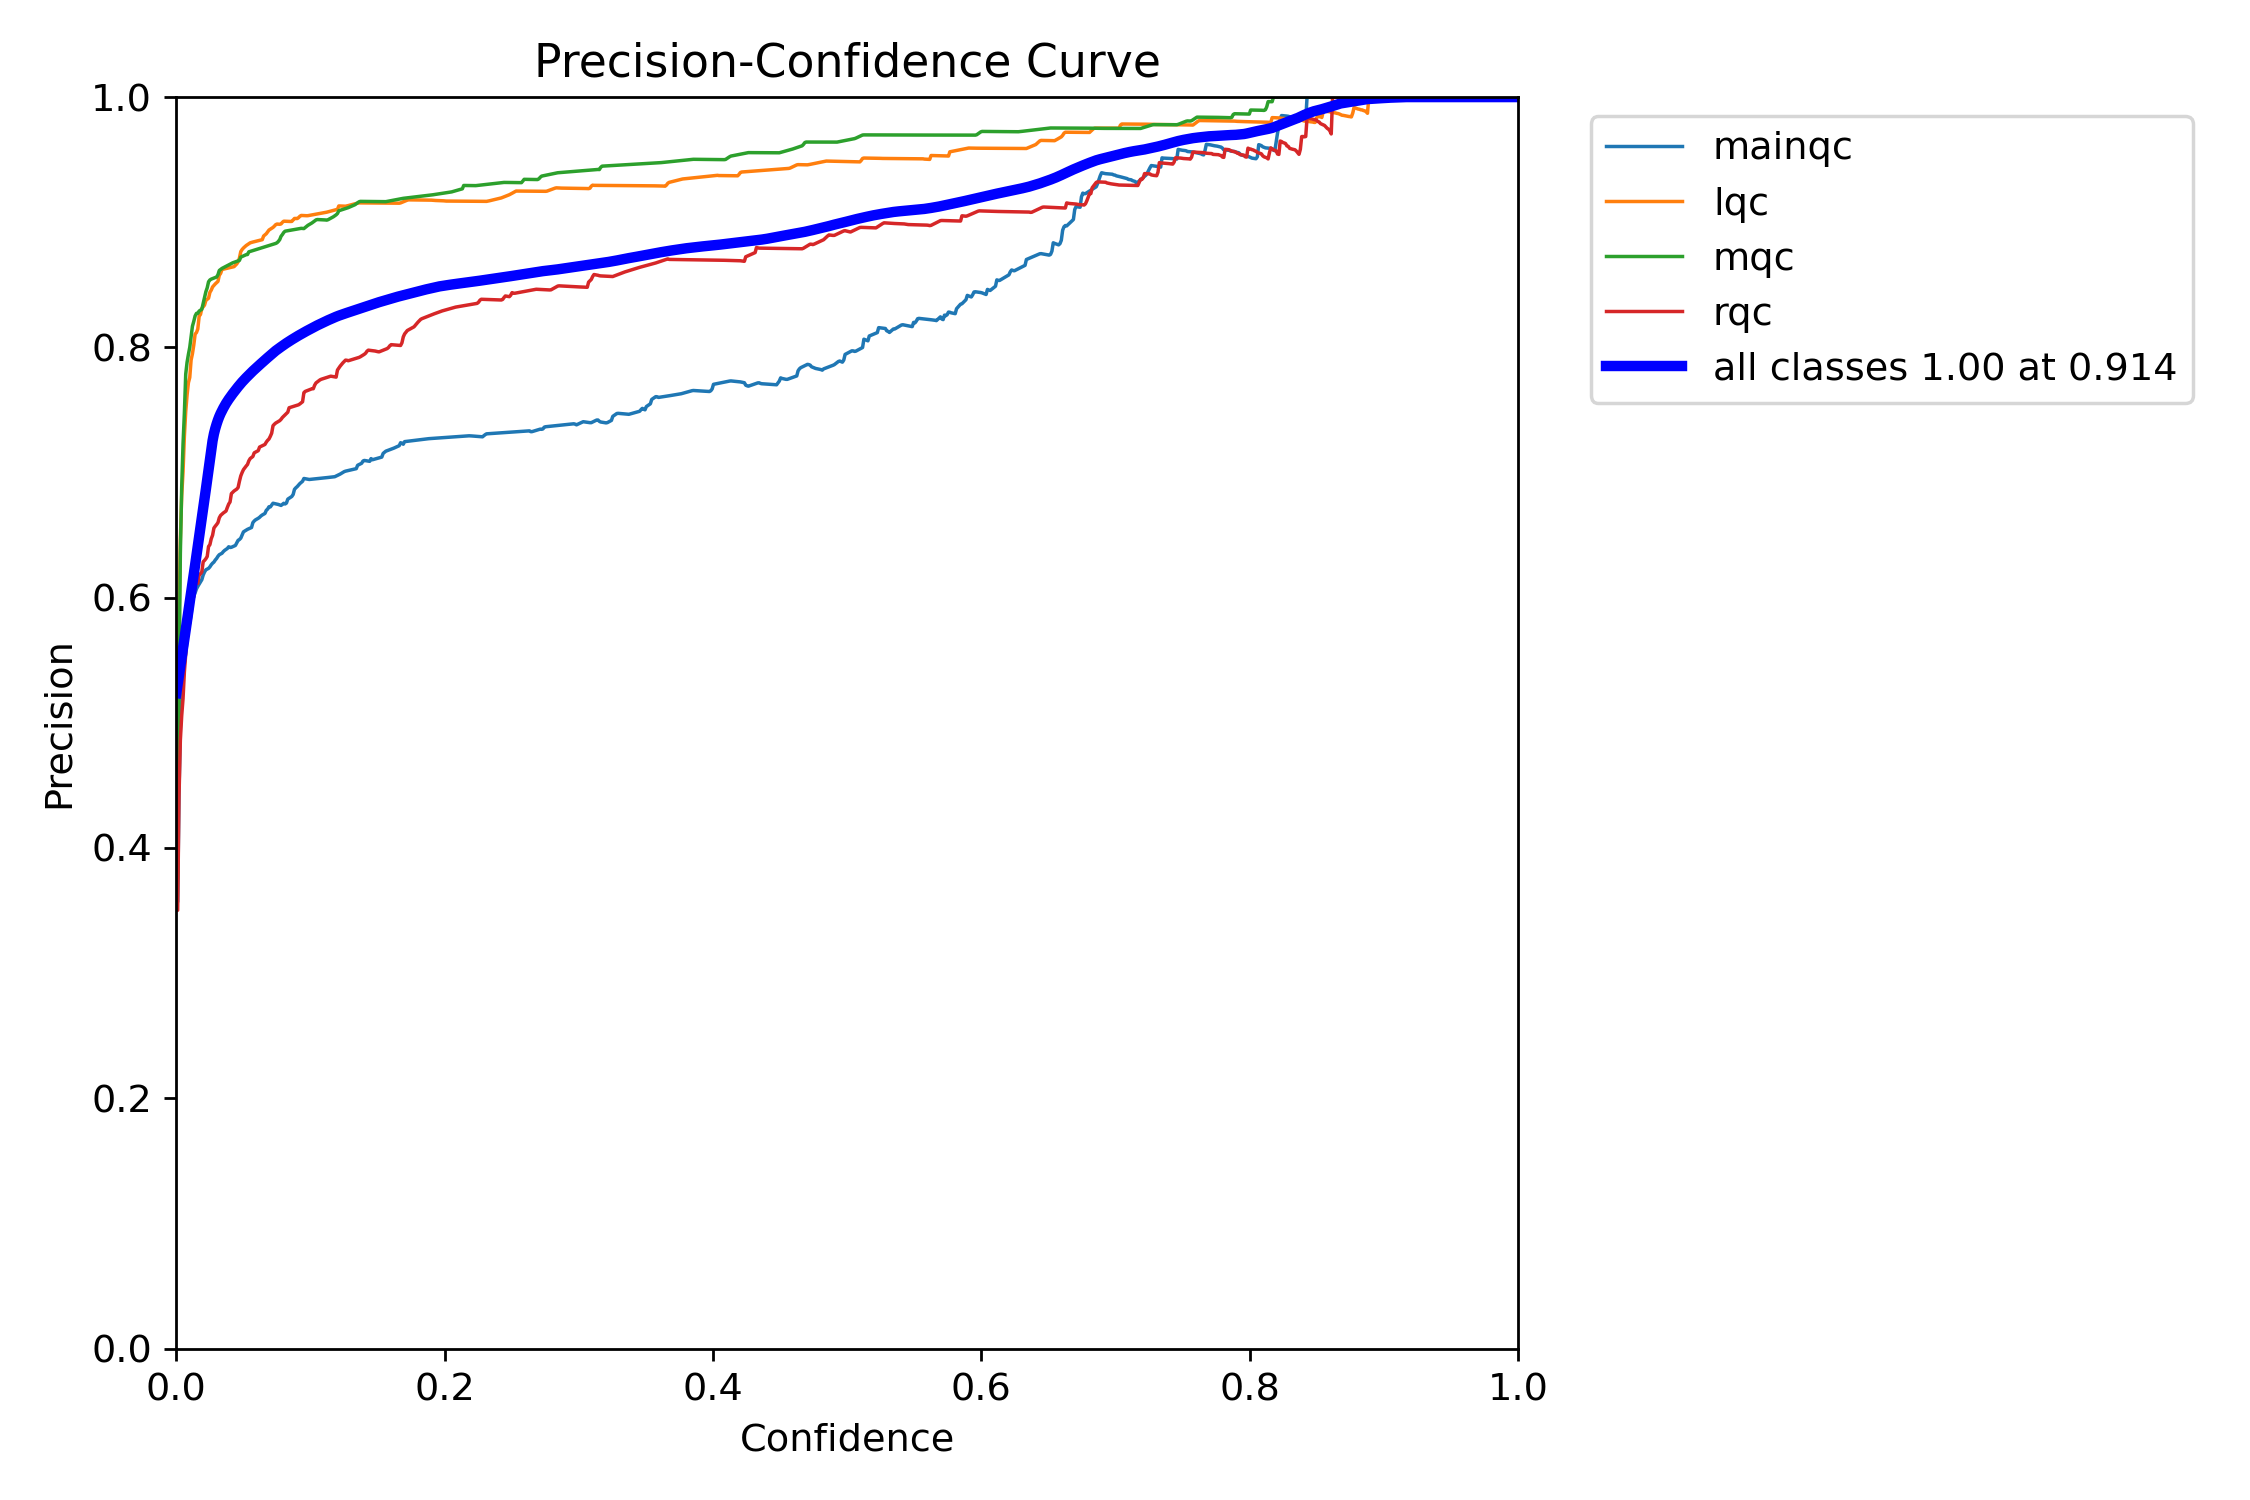 Precision-Confidence Curve
1.0
0.8
0.6
0.4
0.2
0.0
Precision
0.0 0.2 0.4 0.6 0.8 1.0
Confidence
mainqc
lqc
mqc
rqc
all classes 1.00 at 0.914